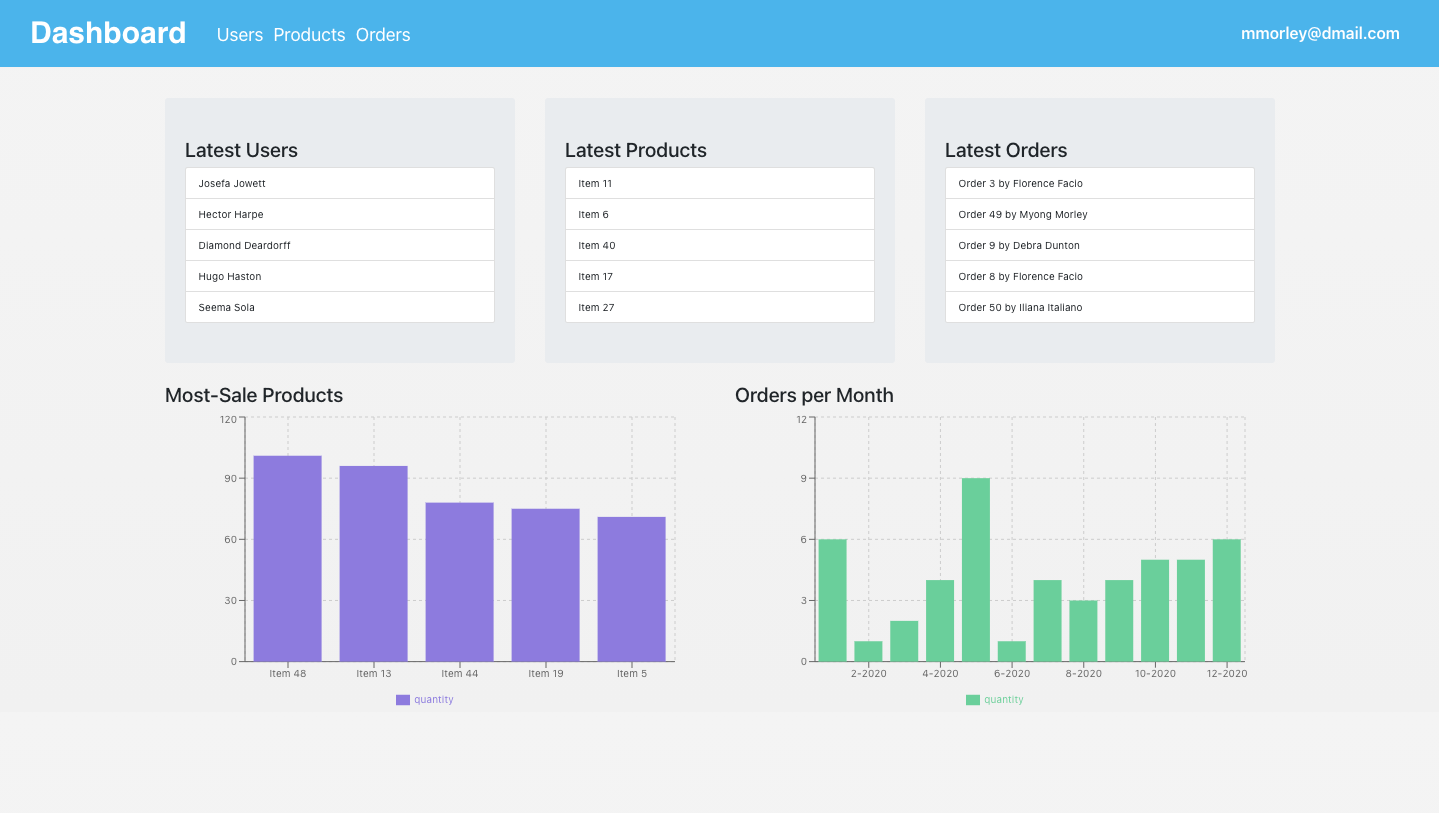 Dashboard Users Products Orders mmorley@dmail.com
Latest Users
Josefa Jowett
Hector Harpe
Diamond Deardorff
Hugo Haston
Seema Sola
Latest Products
Item 11
Item 6
Item 40
Item 17
Item 27
Latest Orders
Order 3 by Florence Facio
Order 49 by Myong Morley
Order 9 by Debra Dunton
Order 8 by Florence Facio
Order 50 by Iliana Italiano
Most-Sale Products
120
90
60
30
0
Item 48 Item 13 Item 44 Item 19 Item 5
quantity
Orders per Month
12
9
6
3
0
2-2020 4-2020 6-2020 8-2020 10-2020 12-2020
quantity